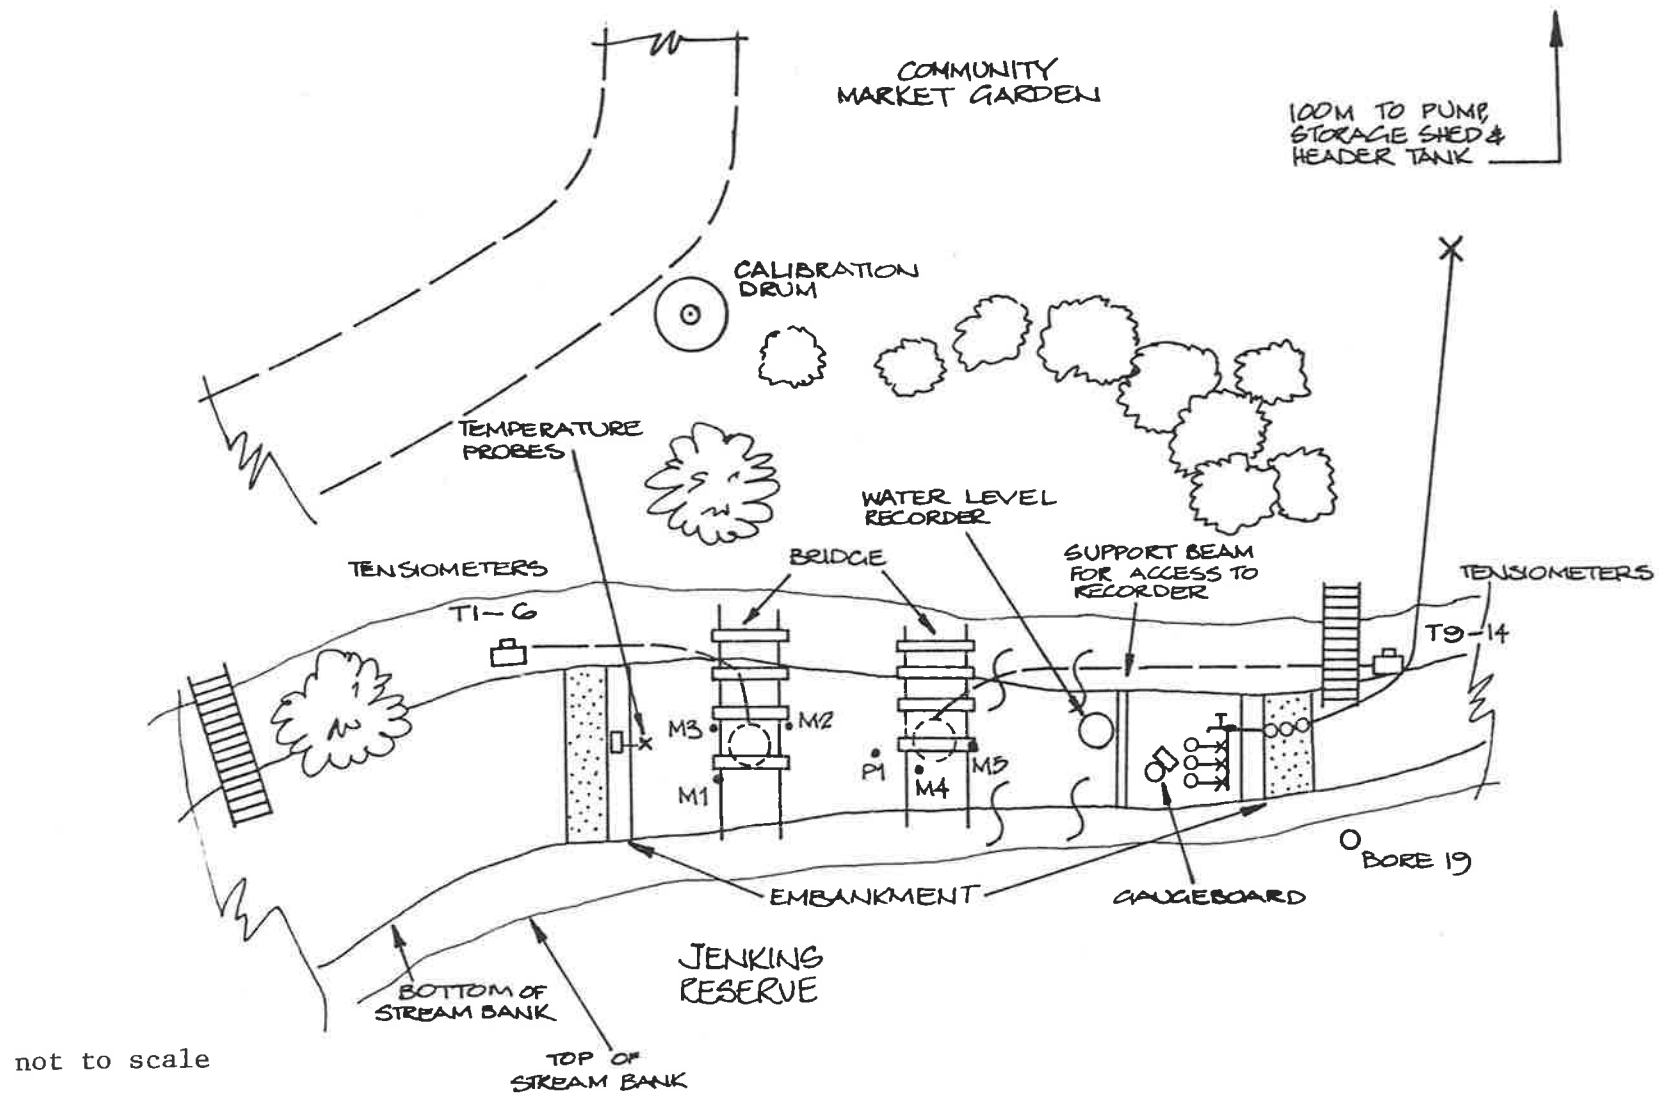 COMMUNITY
MARKET GARDEN
100M TO PUMP,
STORAGE SHED &
HEADER TANK
CALIBRATION
DRUM
TEMPERATURE
PROBES
WATER LEVEL
RECORDER
BRIDGE
SUPPORT BEAM
FOR ACCESS TO
RECORDER
TENSIOMETERS
T1-6
TENSIOMETERS
T9-14
M3
M2
M1
P1
M4
M5
T
BORE 19
EMBANKMENT
GAUGEBOARD
JENKINS
RESERVE
BOTTOM OF
STREAM BANK
TOP OF
STREAM BANK
not to scale